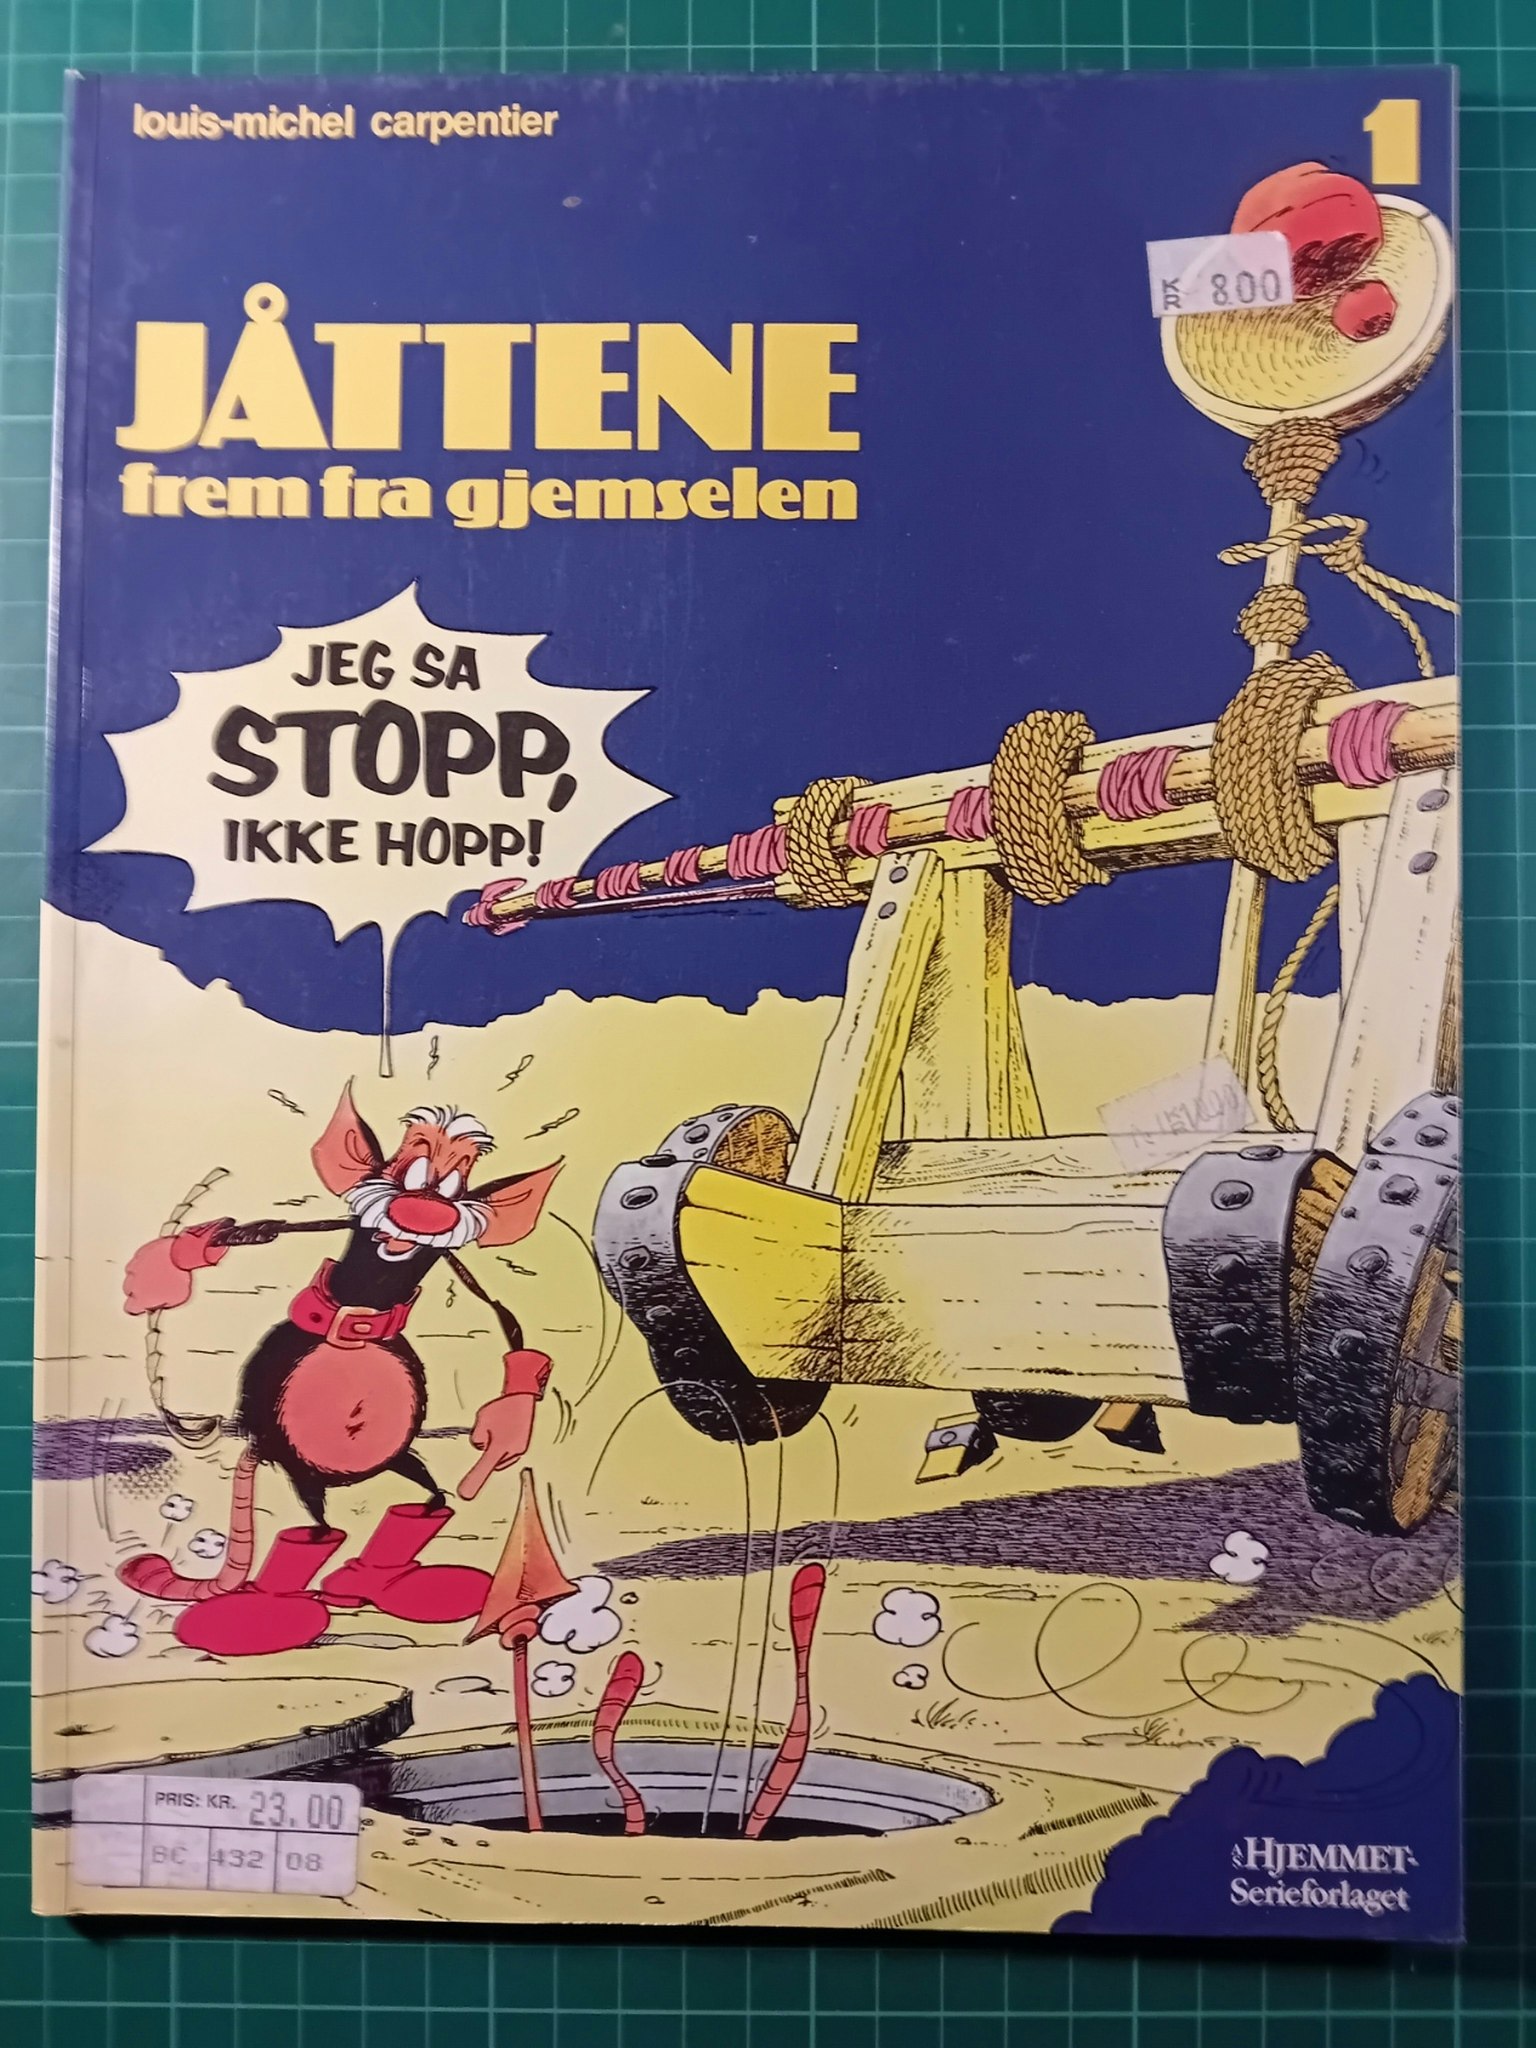 louis-michel carpentier
1
KR 8.00
JÅTTENE
frem fra gjemselen
JEG SA
STOPP,
IKKE HOPP!
PRIS: KR. 23.00
BC 432 08
A/S HJEMMET-
Serieforlaget